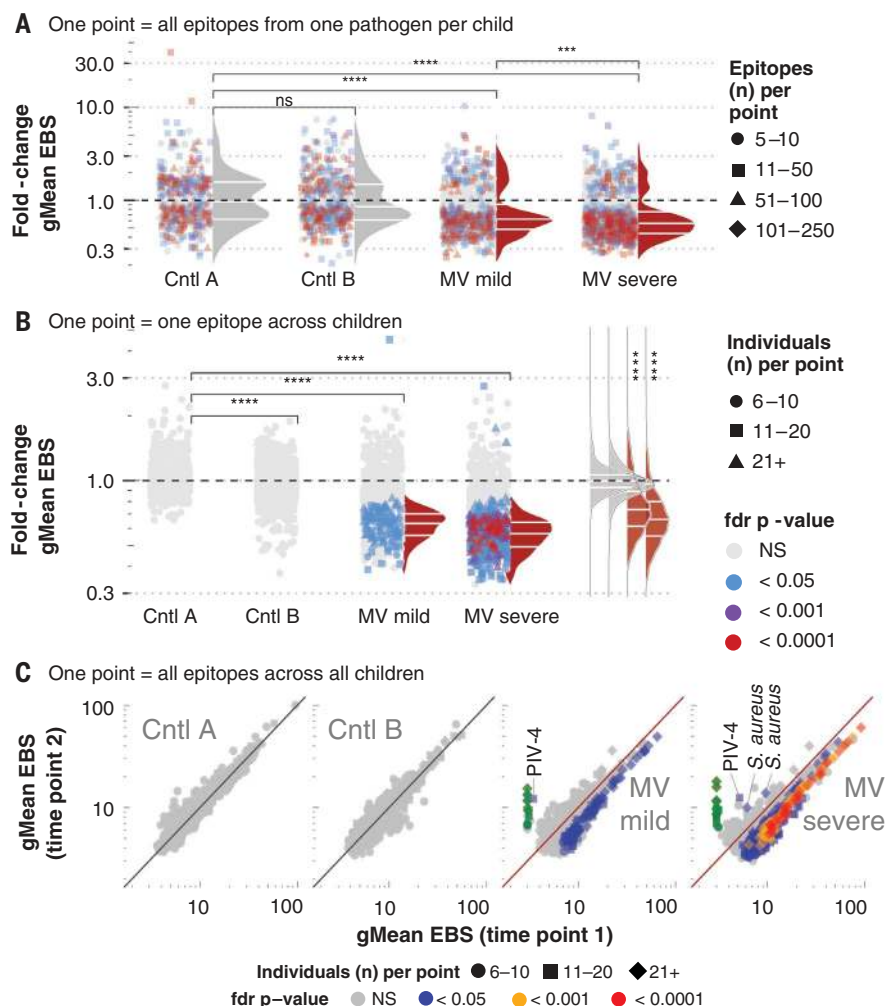 A One point = all epitopes from one pathogen per child
Fold-change
gMean EBS
30.0
10.0
3.0
1.0
0.3
****
***
****
ns
Cntl A
Cntl B
MV mild
MV severe
Epitopes
(n) per
point
5–10
11–50
51–100
101–250
B One point = one epitope across children
Fold-change
gMean EBS
3.0
1.0
0.3
****
****
****
****
****
Cntl A
Cntl B
MV mild
MV severe
Individuals
(n) per point
6–10
11–20
21+
fdr p-value
NS
< 0.05
< 0.001
< 0.0001
C One point = all epitopes across all children
gMean EBS
(time point 2)
100
10
Cntl A
Cntl B
PIV-4
MV
mild
PIV-4
S. aureus
S. aureus
MV
severe
10 100 10 100 10 100 10 100
gMean EBS (time point 1)
Individuals (n) per point 6–10 11–20 21+
fdr p–value NS < 0.05 < 0.001 < 0.0001